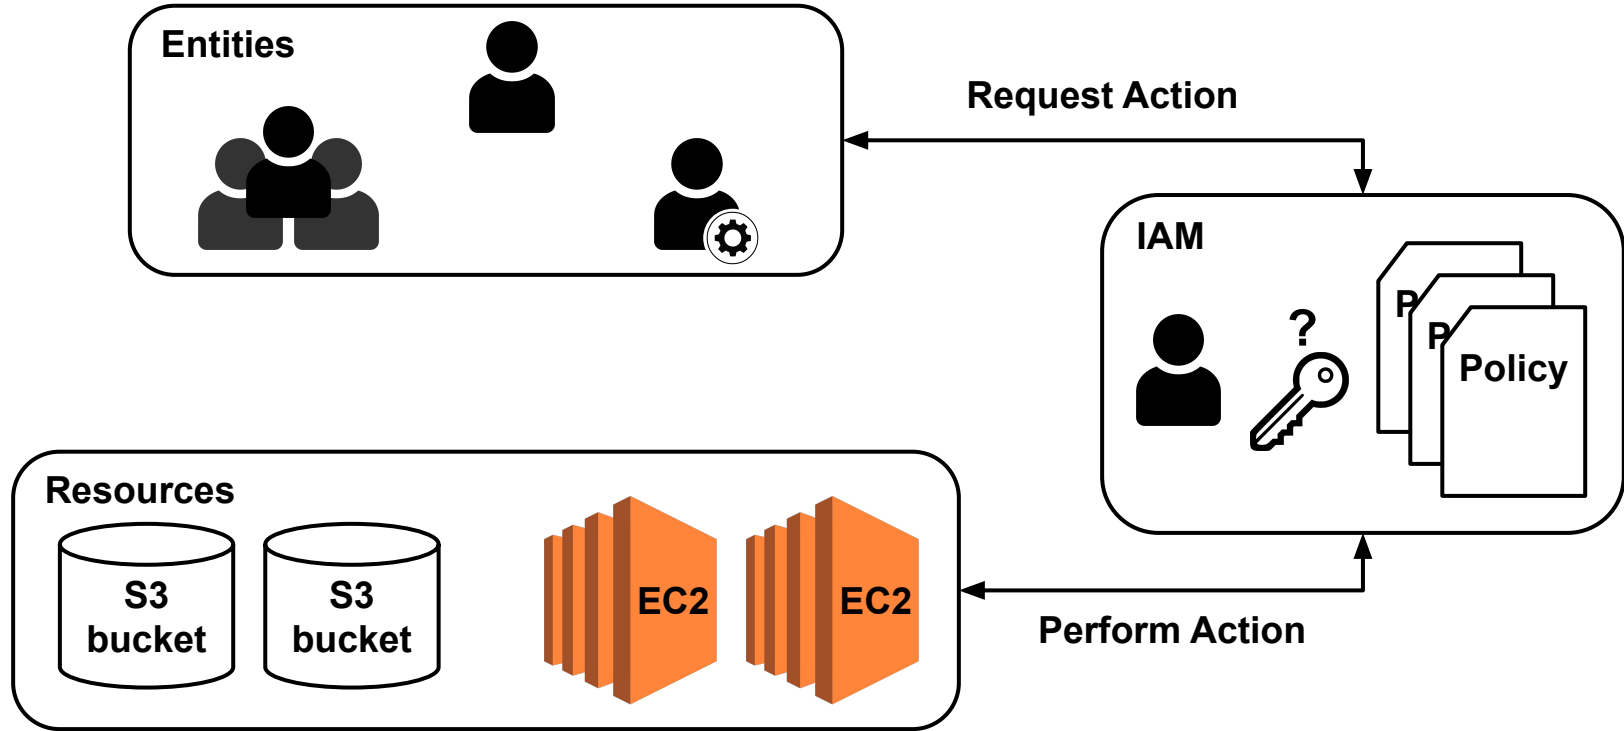 Entities
Request Action
IAM
?
P
P
Policy
Resources
S3
bucket
S3
bucket
EC2
EC2
Perform Action